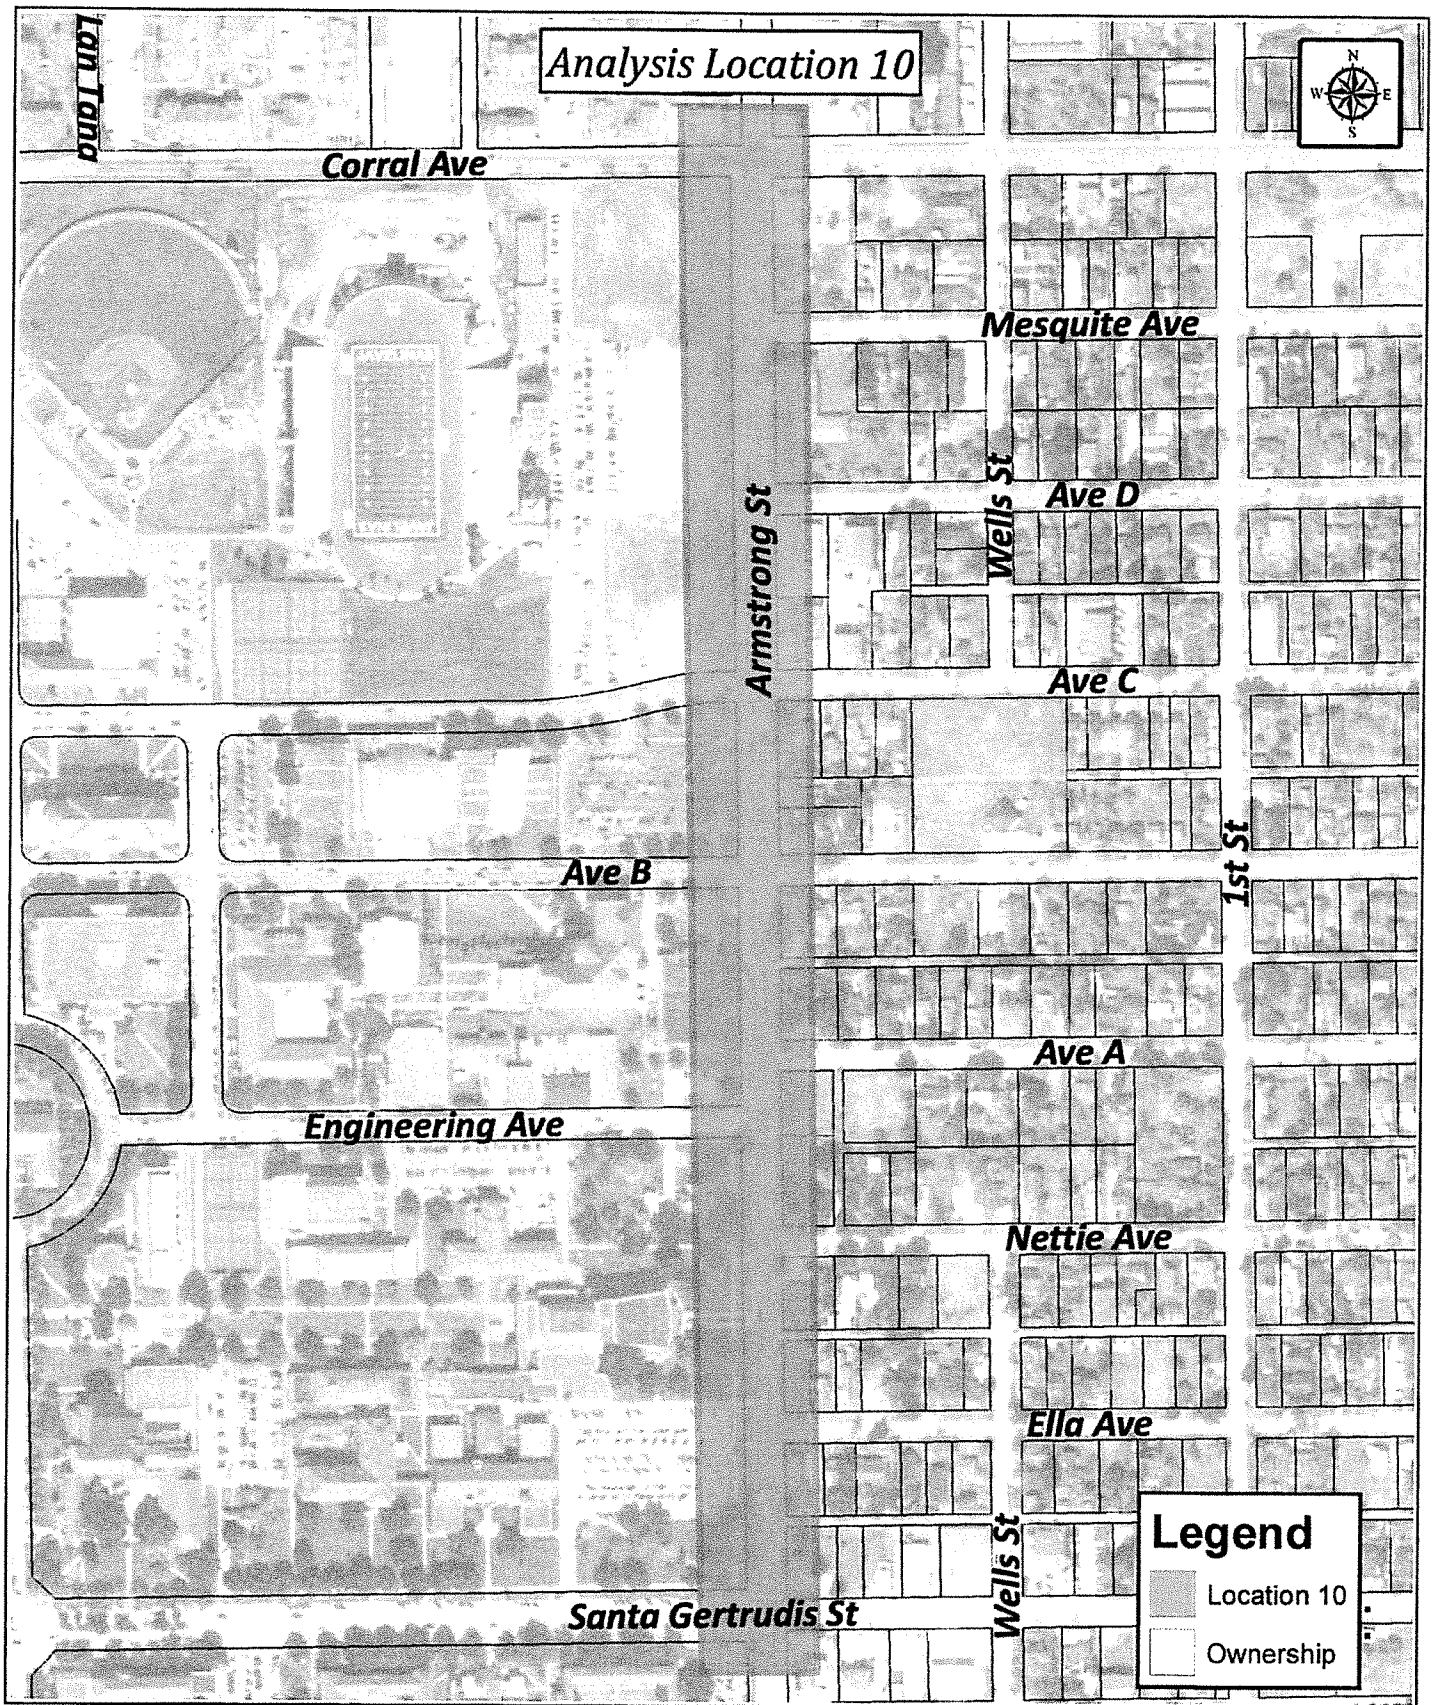 Lan Tana
Analysis Location 10
N
W E
S
Corral Ave
Mesquite Ave
Wells St
Ave D
Armstrong St
Ave C
1st St
Ave B
Ave A
Engineering Ave
Nettie Ave
Ella Ave
Wells St
Santa Gertrudis St
Legend
Location 10
Ownership